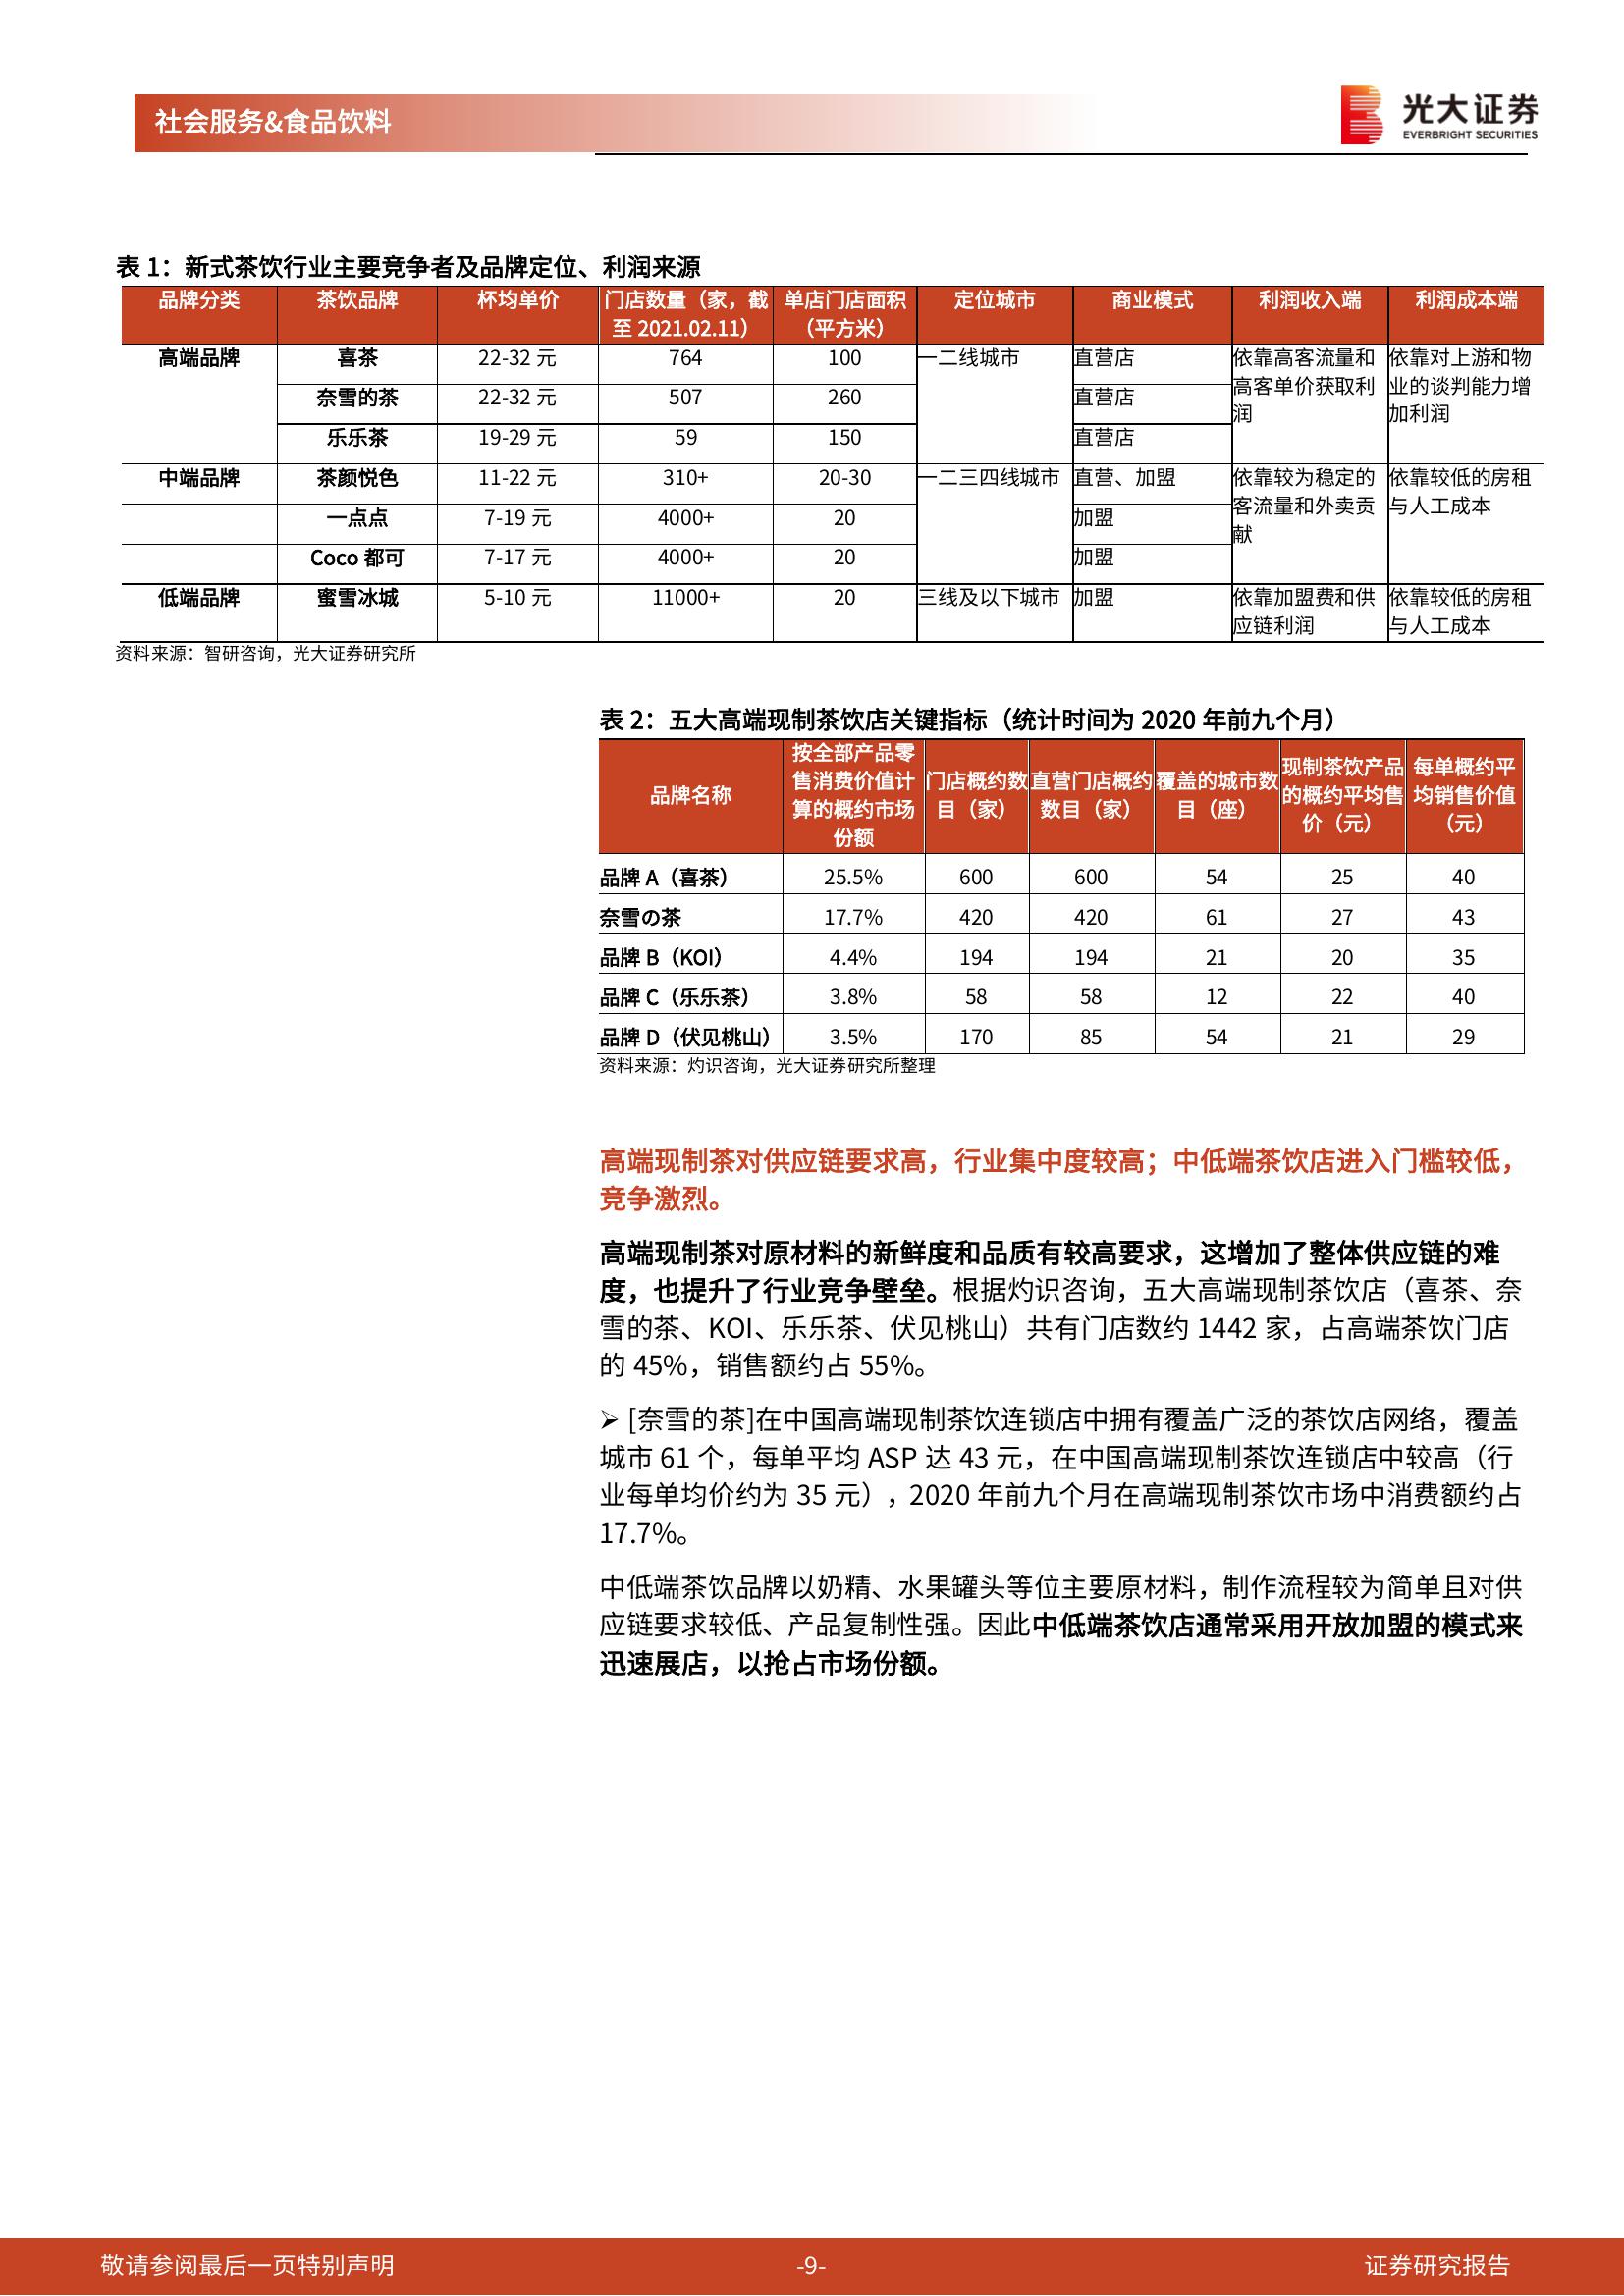 社会服务&食品饮料
光大证券
EVERBRIGHT SECURITIES
表 1：新式茶饮行业主要竞争者及品牌定位、利润来源
品牌分类 茶饮品牌 杯均单价 门店数量（家，截至 2021.02.11） 单店门店面积（平方米） 定位城市 商业模式 利润收入端 利润成本端
高端品牌 喜茶 22-32 元 764 100 一二线城市 直营店 依靠高客流量和高客单价获取利润 依靠对上游和物业的谈判能力增加利润
奈雪的茶 22-32 元 507 260 直营店
乐乐茶 19-29 元 59 150 直营店
中端品牌 茶颜悦色 11-22 元 310+ 20-30 一二三四线城市 直营、加盟 依靠较为稳定的客流量和外卖贡献 依靠较低的房租与人工成本
一点点 7-19 元 4000+ 20 加盟
Coco 都可 7-17 元 4000+ 20 加盟
低端品牌 蜜雪冰城 5-10 元 11000+ 20 三线及以下城市 加盟 依靠加盟费和供应链利润 依靠较低的房租与人工成本
资料来源：智研咨询，光大证券研究所
表 2：五大高端现制茶饮店关键指标（统计时间为 2020 年前九个月）
品牌名称 按全部产品零售消费价值计算的概约市场份额 门店概约数目（家） 直营门店概约数目（家） 覆盖的城市数目（座） 现制茶饮产品的概约平均售价（元） 每单概约平均销售价值（元）
品牌 A（喜茶） 25.5% 600 600 54 25 40
奈雪の茶 17.7% 420 420 61 27 43
品牌 B（KOI） 4.4% 194 194 21 20 35
品牌 C（乐乐茶） 3.8% 58 58 12 22 40
品牌 D（伏见桃山） 3.5% 170 85 54 21 29
资料来源：灼识咨询，光大证券研究所整理
高端现制茶对供应链要求高，行业集中度较高；中低端茶饮店进入门槛较低，
竞争激烈。
高端现制茶对原材料的新鲜度和品质有较高要求，这增加了整体供应链的难
度，也提升了行业竞争壁垒。根据灼识咨询，五大高端现制茶饮店（喜茶、奈
雪的茶、KOI、乐乐茶、伏见桃山）共有门店数约 1442 家，占高端茶饮门店
的 45%，销售额约占 55%。
➢ [奈雪的茶]在中国高端现制茶饮连锁店中拥有覆盖广泛的茶饮店网络，覆盖
城市 61 个，每单平均 ASP 达 43 元，在中国高端现制茶饮连锁店中较高（行
业每单均价约为 35 元），2020 年前九个月在高端现制茶饮市场中消费额约占
17.7%。
中低端茶饮品牌以奶精、水果罐头等位主要原材料，制作流程较为简单且对供
应链要求较低、产品复制性强。因此中低端茶饮店通常采用开放加盟的模式来
迅速展店，以抢占市场份额。
敬请参阅最后一页特别声明 -9- 证券研究报告